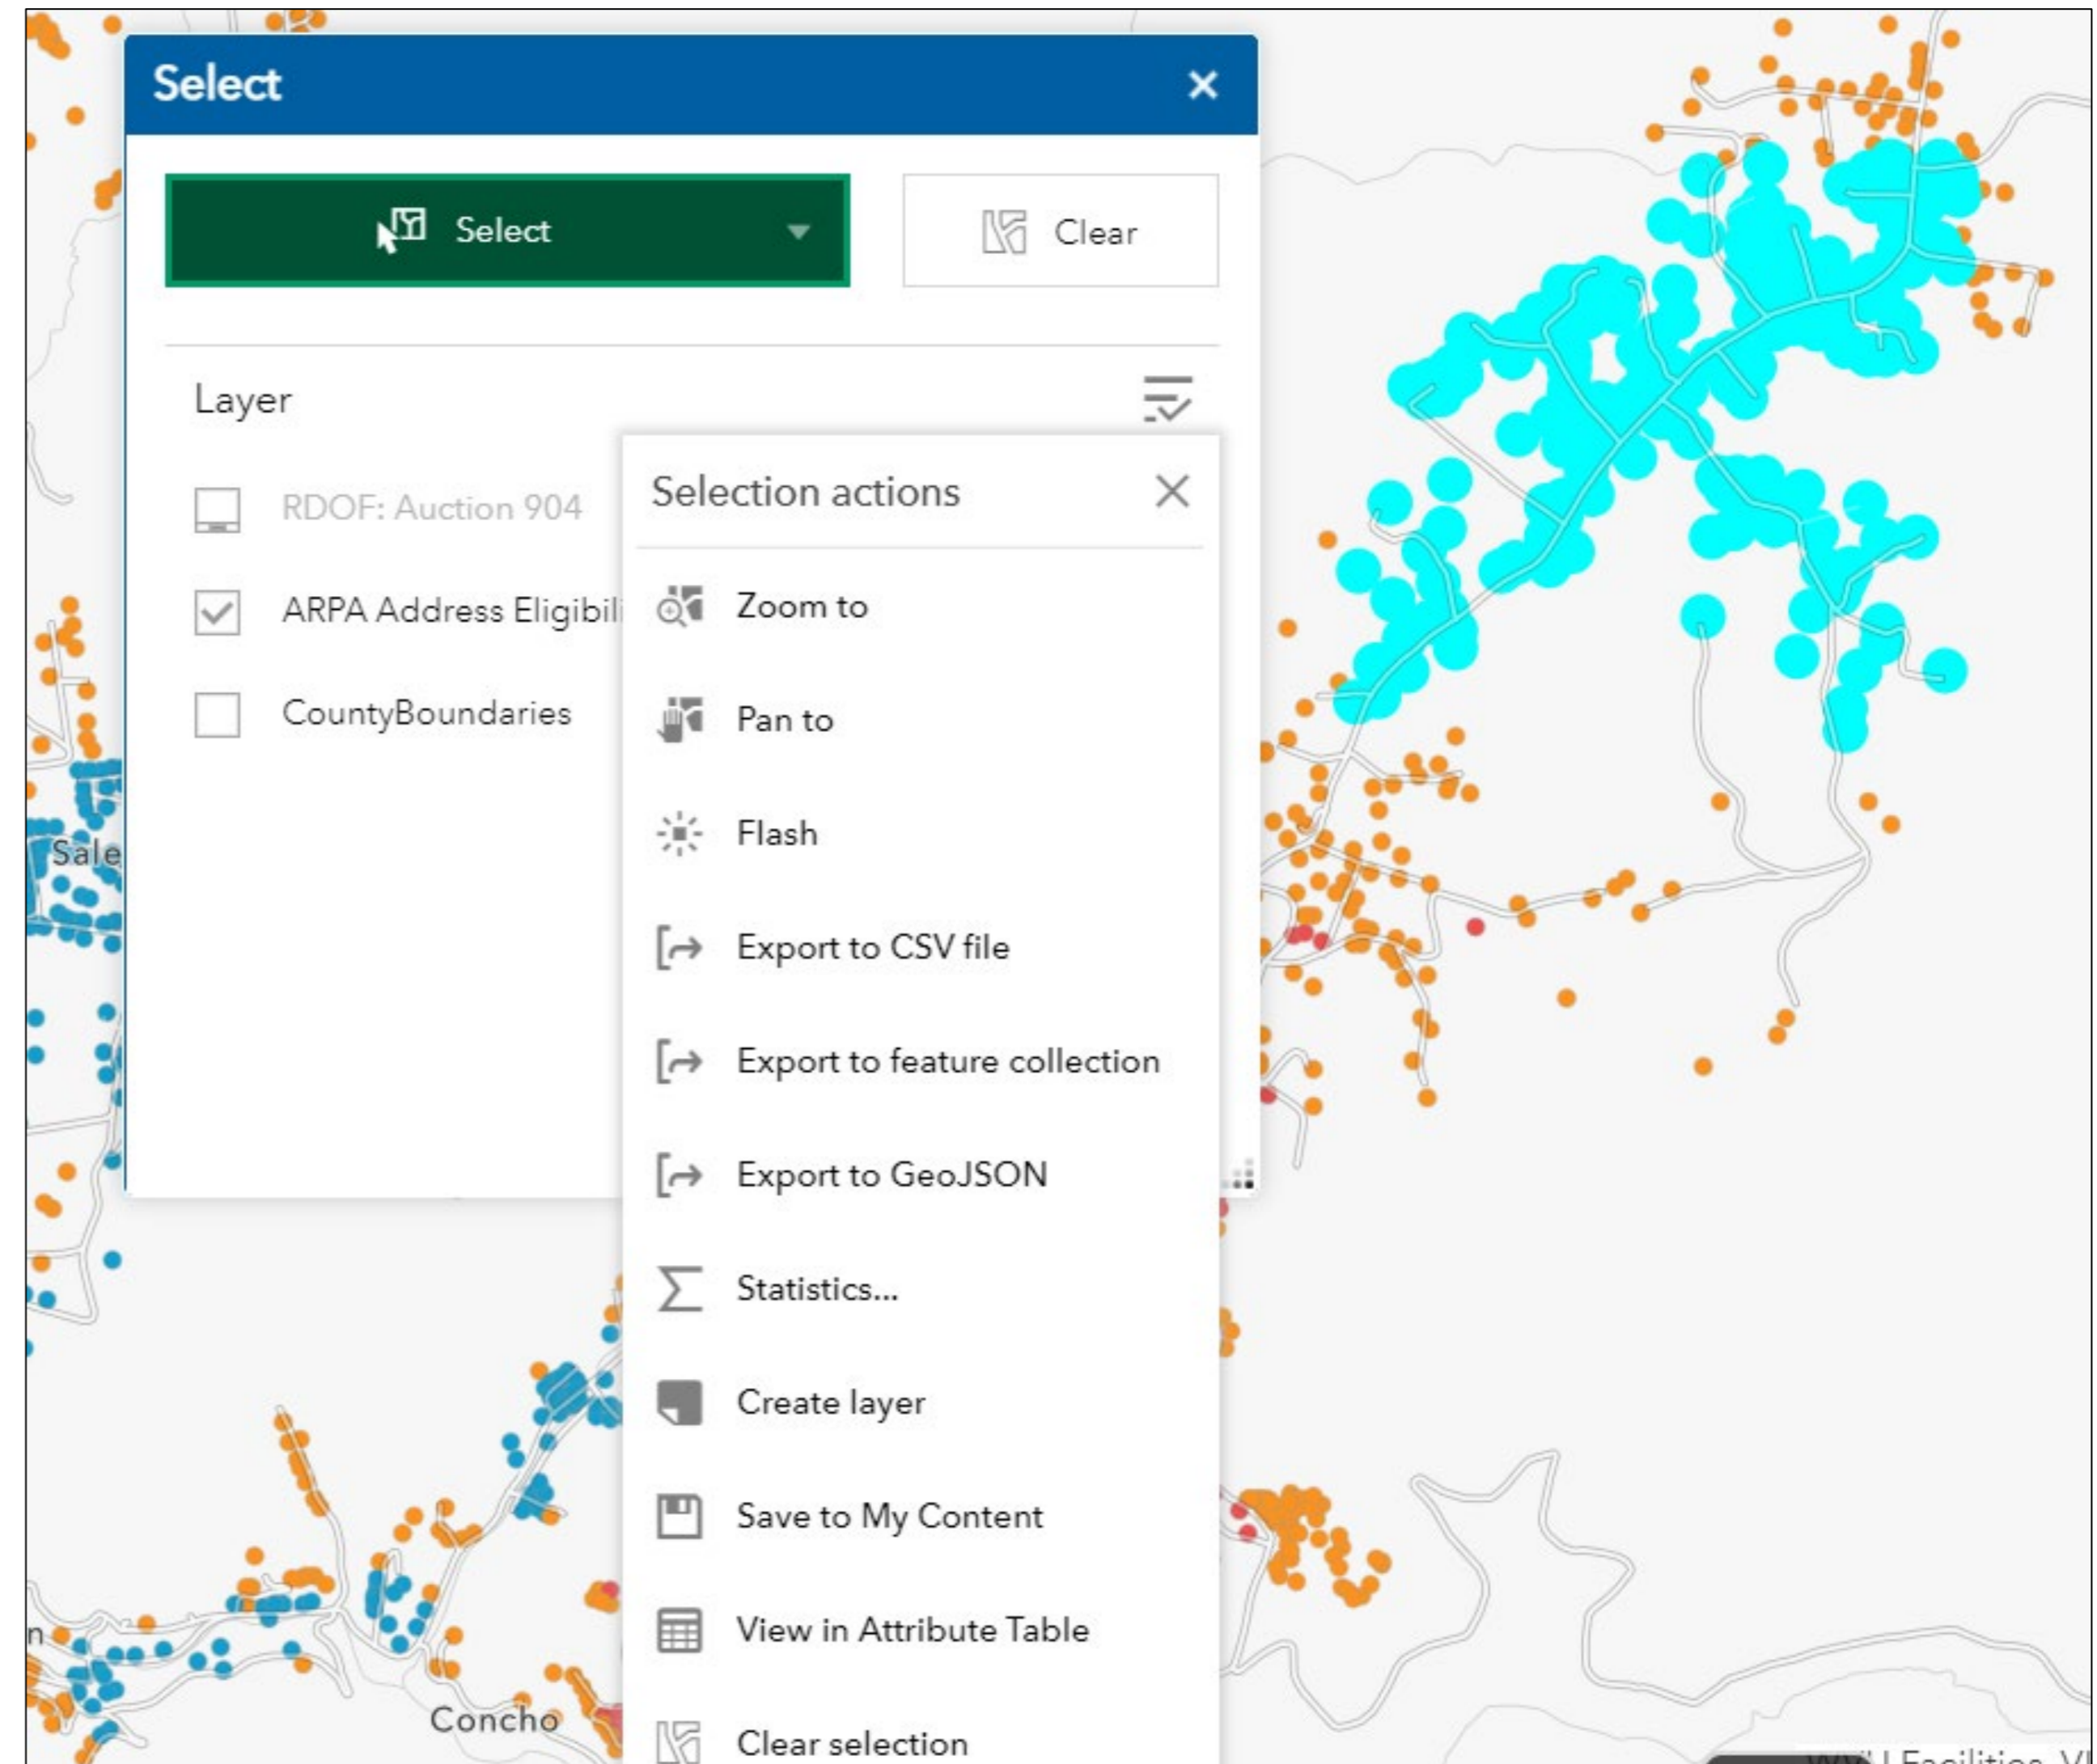 Select
Select
Clear
Layer
RDOF: Auction 904
ARPA Address Eligibili
CountyBoundaries
Selection actions
Zoom to
Pan to
Flash
Export to CSV file
Export to feature collection
Export to GeoJSON
Statistics...
Create layer
Save to My Content
View in Attribute Table
Clear selection
Sale
n
Concho